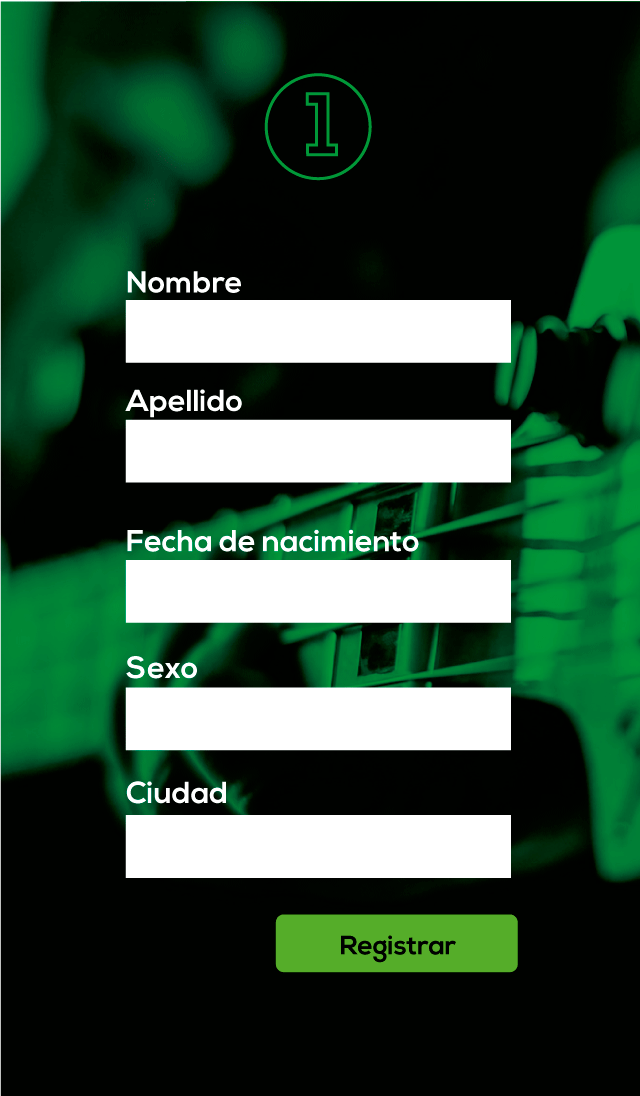 1
Nombre
Apellido
Fecha de nacimiento
Sexo
Ciudad
Registrar